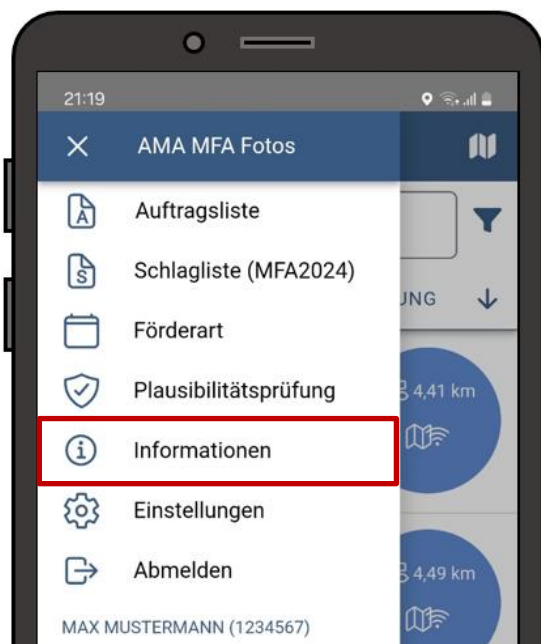 21:19
AMA MFA Fotos
Auftragsliste
Schlagliste (MFA2024)
UNG
Förderart
Plausibilitätsprüfung
4,41 km
Informationen
Einstellungen
Abmelden
4,49 km
MAX MUSTERMANN (1234567)